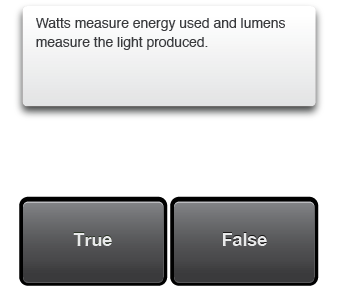 Watts measure energy used and lumens
measure the light produced.
True
False